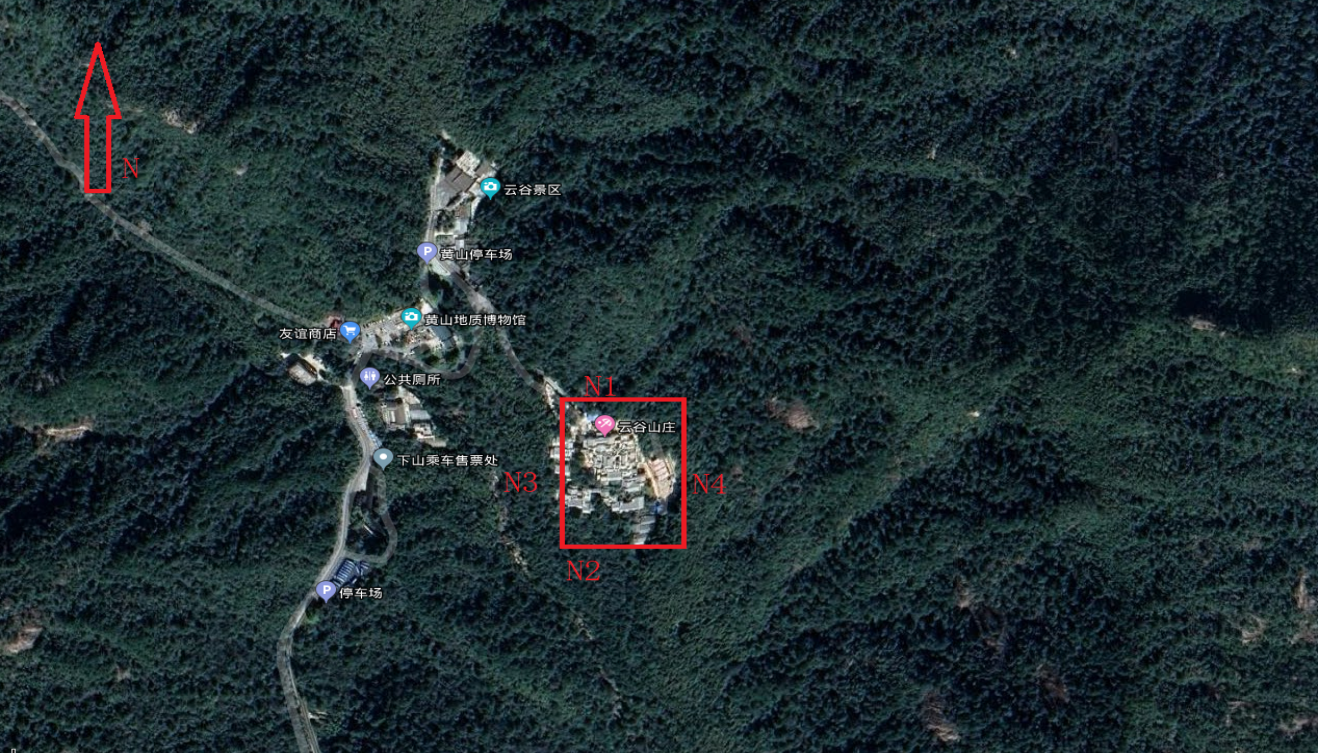 N
云谷景区
P 黄山停车场
黄山地质博物馆
友谊商店
公共厕所
N1
云谷山庄
下山乘车售票处
N3
N4
N2
P 停车场